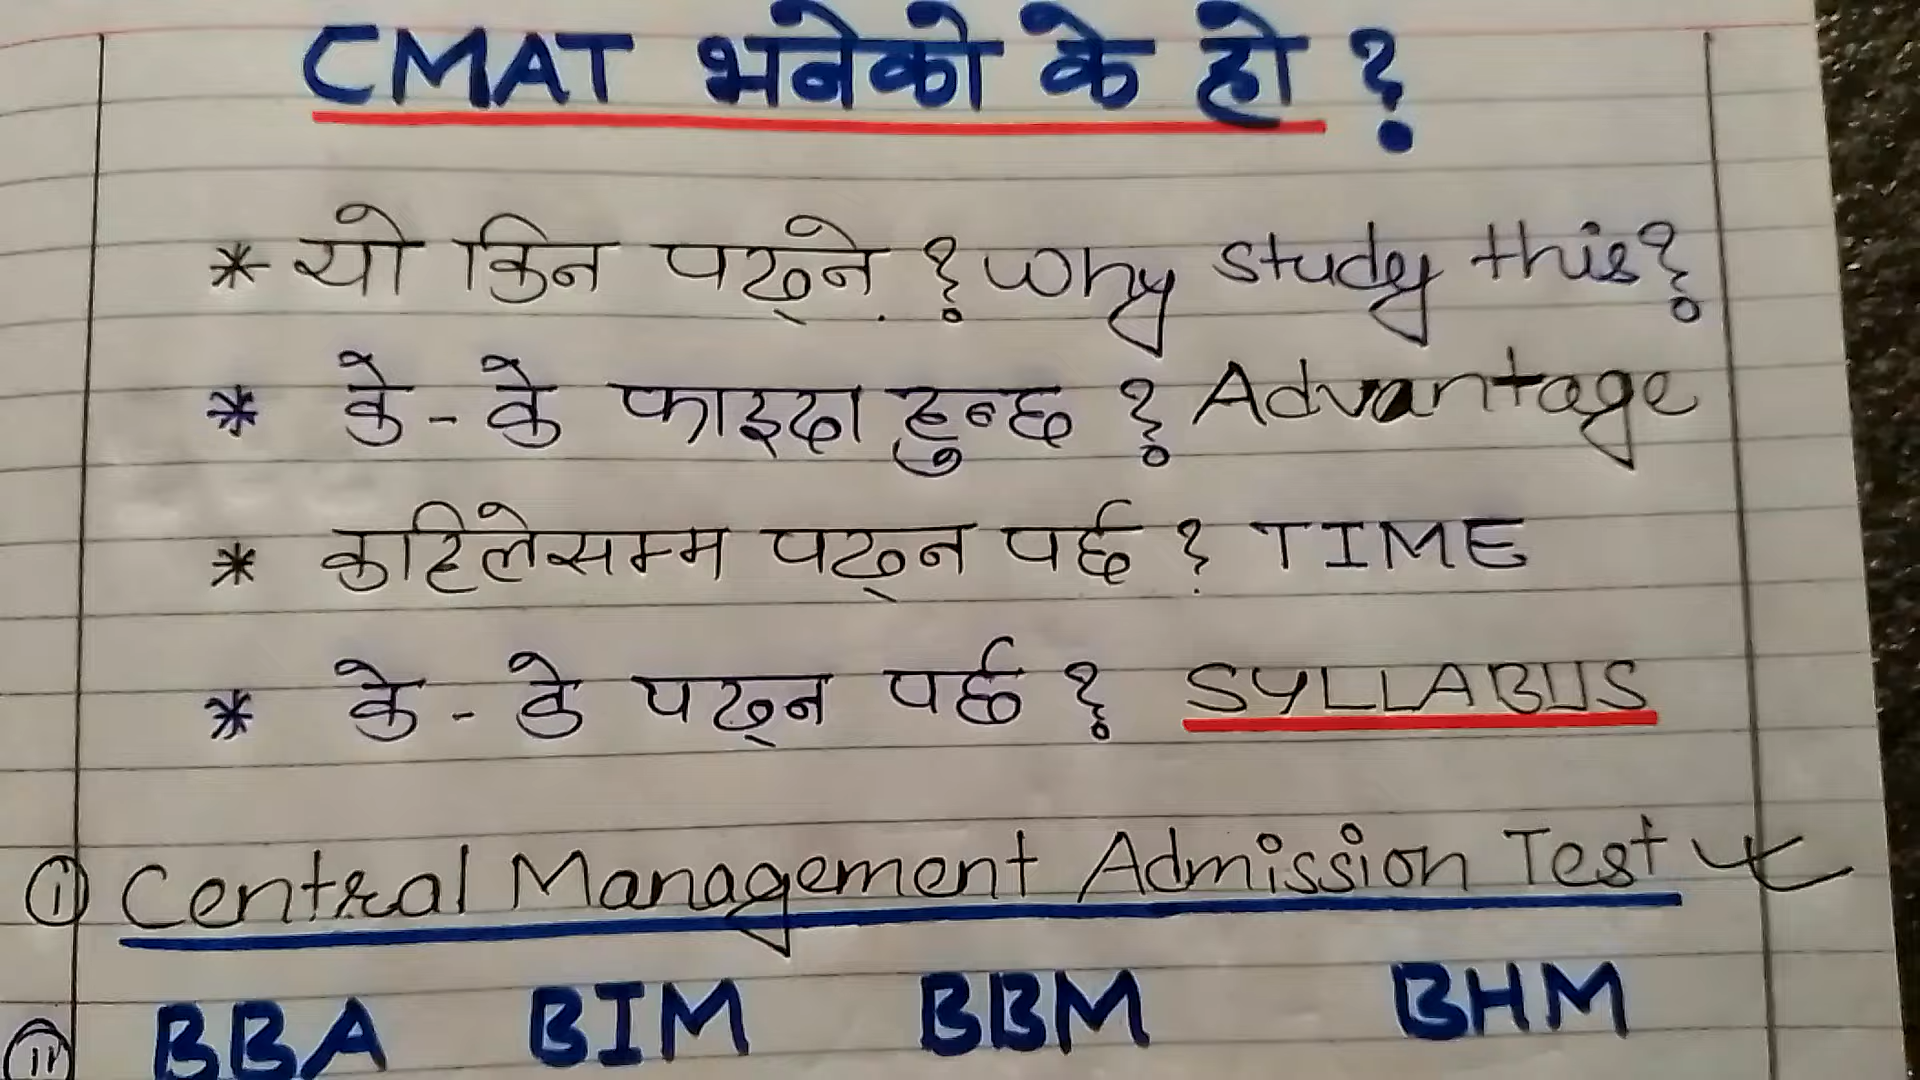 CMAT भनेको के हो ?
* यो किन पढ्ने ? why study this?
* के - के फाइदा हुन्छ ? Advantage
* कहिलेसम्म पढ्न पर्छ ? TIME
* के - के पढ्न पर्छ ? SYLLABUS
(i) Central Management Admission Test
(ii) BBA BIM BBM BHM